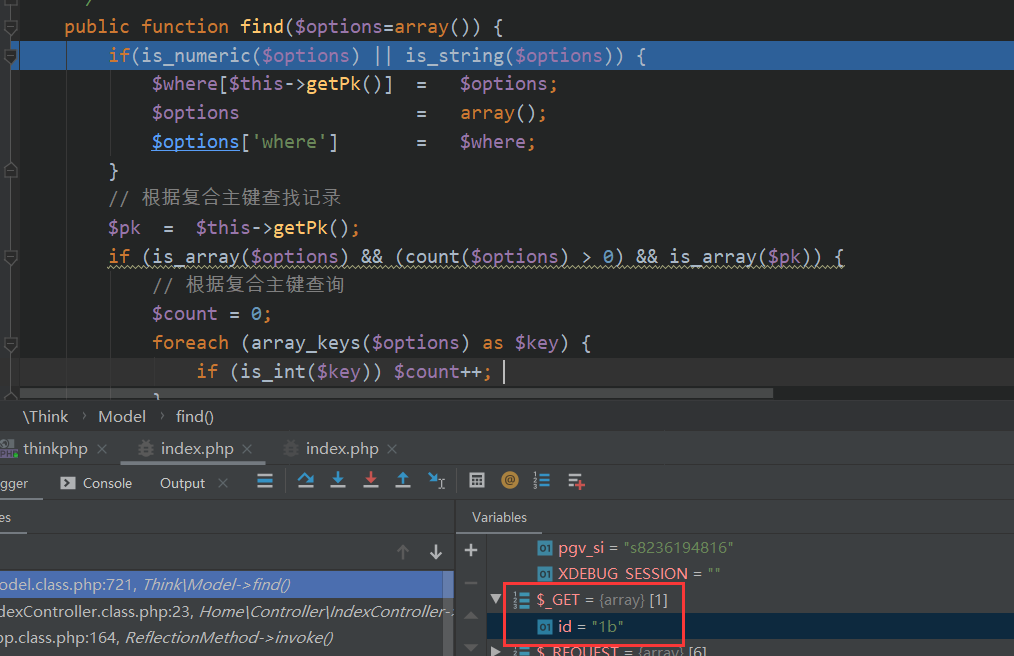 public function find($options=array()) {
if(is_numeric($options) || is_string($options)) {
$where[$this->getPk()] = $options;
$options = array();
$options['where'] = $where;
}
// 根据复合主键查找记录
$pk = $this->getPk();
if (is_array($options) && (count($options) > 0) && is_array($pk)) {
// 根据复合主键查询
$count = 0;
foreach (array_keys($options) as $key) {
if (is_int($key)) $count++;
\Think › Model › find()
thinkphp × index.php × index.php ×
gger Console Output ×
es Variables
pgv_si = "s8236194816"
XDEBUG_SESSION = ""
$_GET = {array} [1]
id = "1b"
$_REQUEST = {array} [6]
odel.class.php:721, Think\Model->find()
dexController.class.php:23, Home\Controller\IndexController->
pp.class.php:164, ReflectionMethod->invoke()